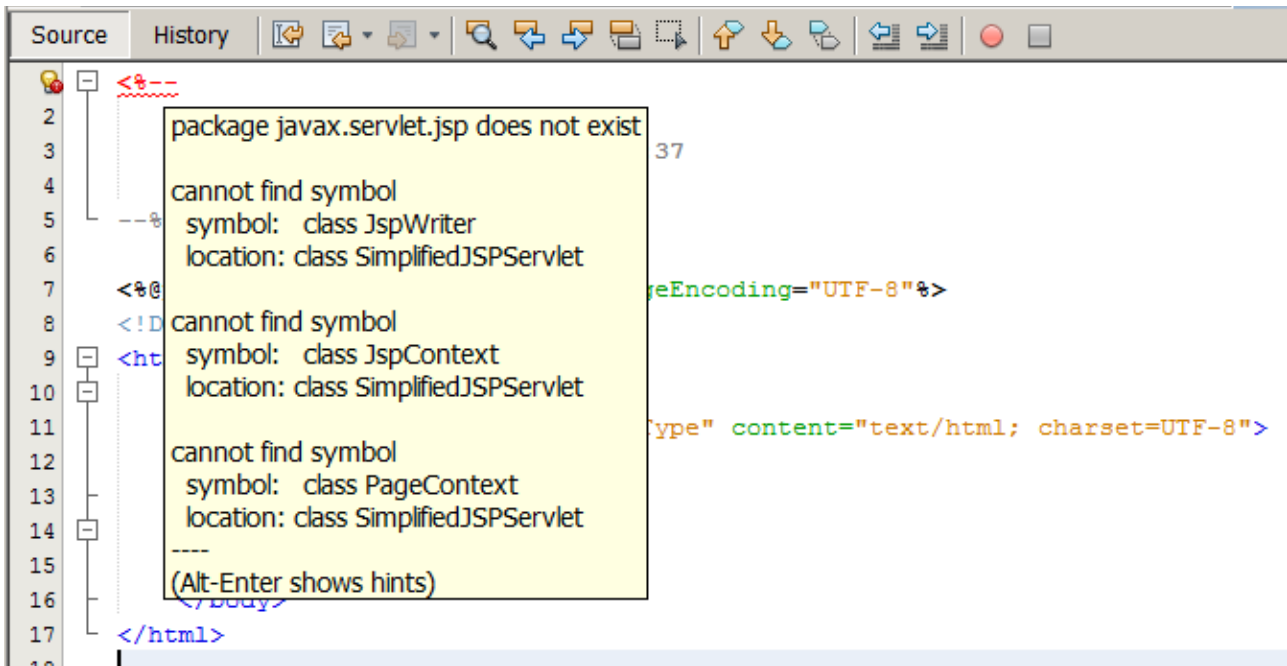 Source History
<%--
2
package javax.servlet.jsp does not exist
3 37
4
cannot find symbol
5 --%
symbol: class JspWriter
6
location: class SimplifiedJSPServlet
7 <%@ geEncoding="UTF-8"%>
8 <!D
cannot find symbol
9 <ht
symbol: class JspContext
10
location: class SimplifiedJSPServlet
11 Type" content="text/html; charset=UTF-8">
12
cannot find symbol
13
symbol: class PageContext
14
location: class SimplifiedJSPServlet
----
15
(Alt-Enter shows hints)
16 </body>
17 </html>